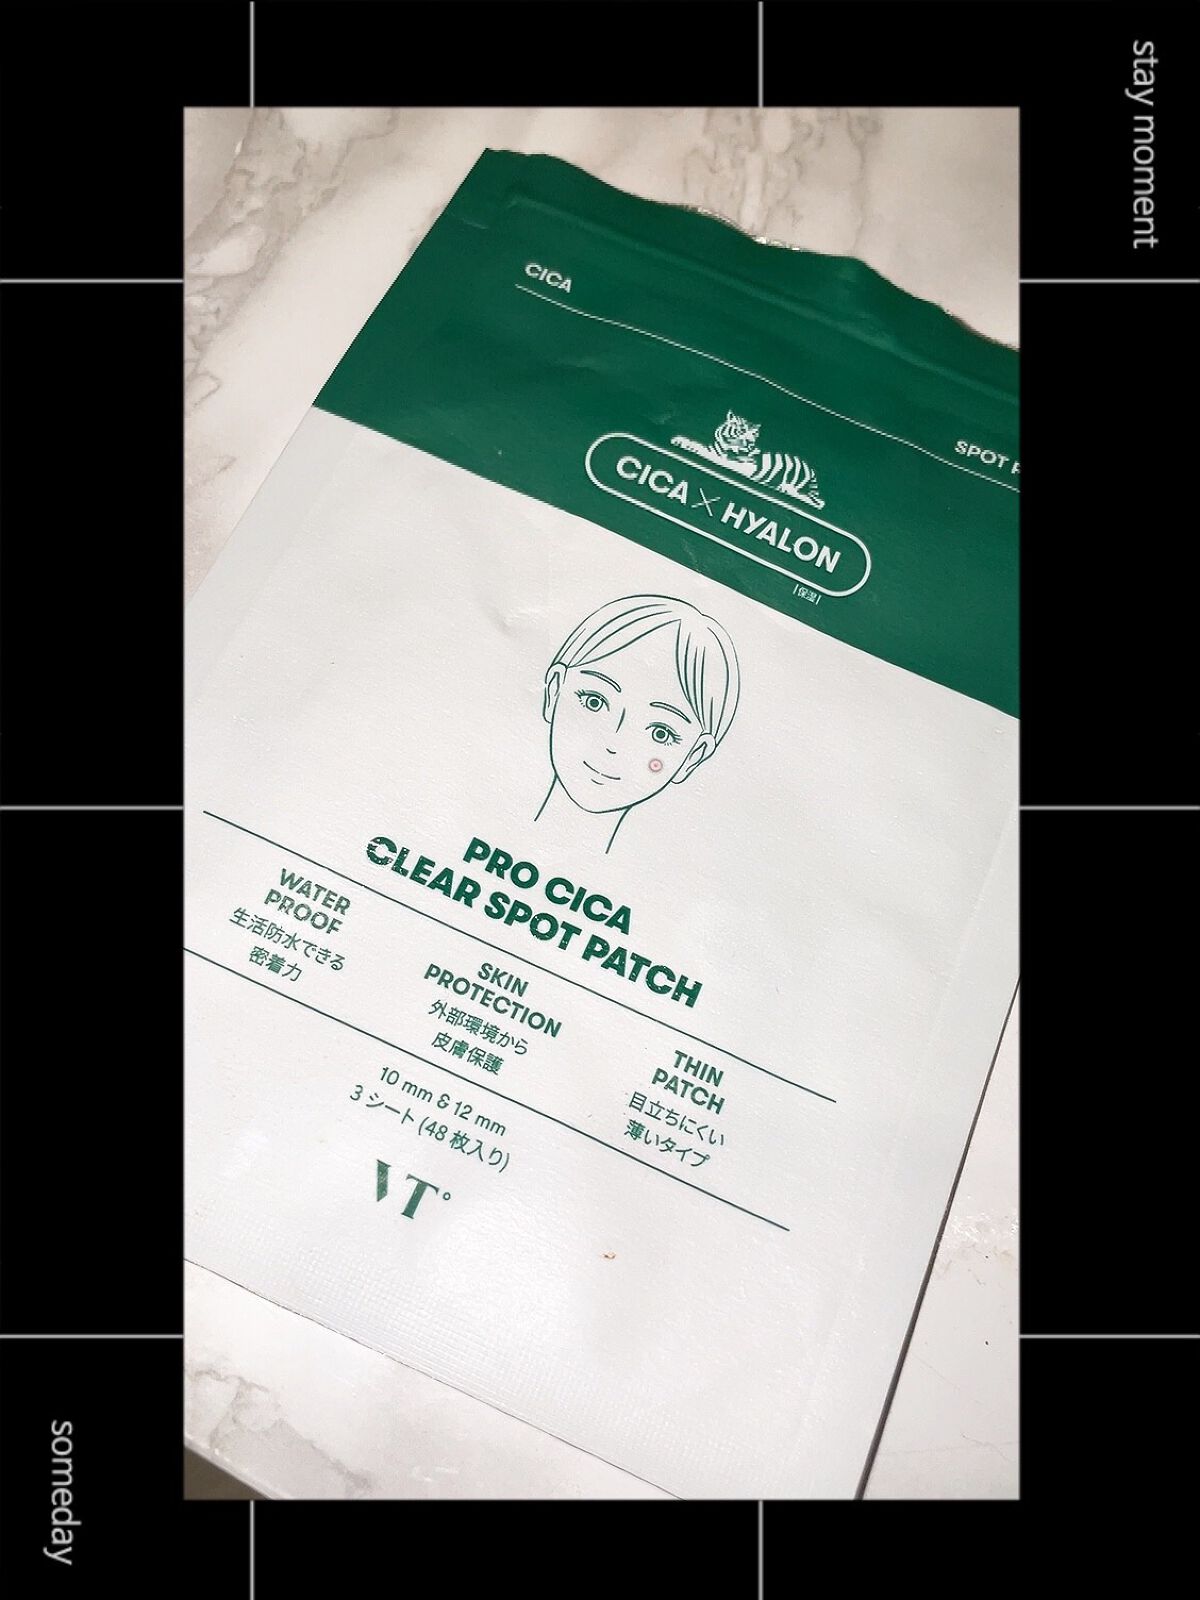 stay moment
CICA
SPOT
CICA × HYALON
|保湿|
PRO CICA
CLEAR SPOT PATCH
WATER
PROOF
生活防水できる
密着力
SKIN
PROTECTION
外部環境から
皮膚保護
THIN
PATCH
目立ちにくい
薄いタイプ
10 mm & 12 mm
3 シート (48 枚入り)
VT
someday